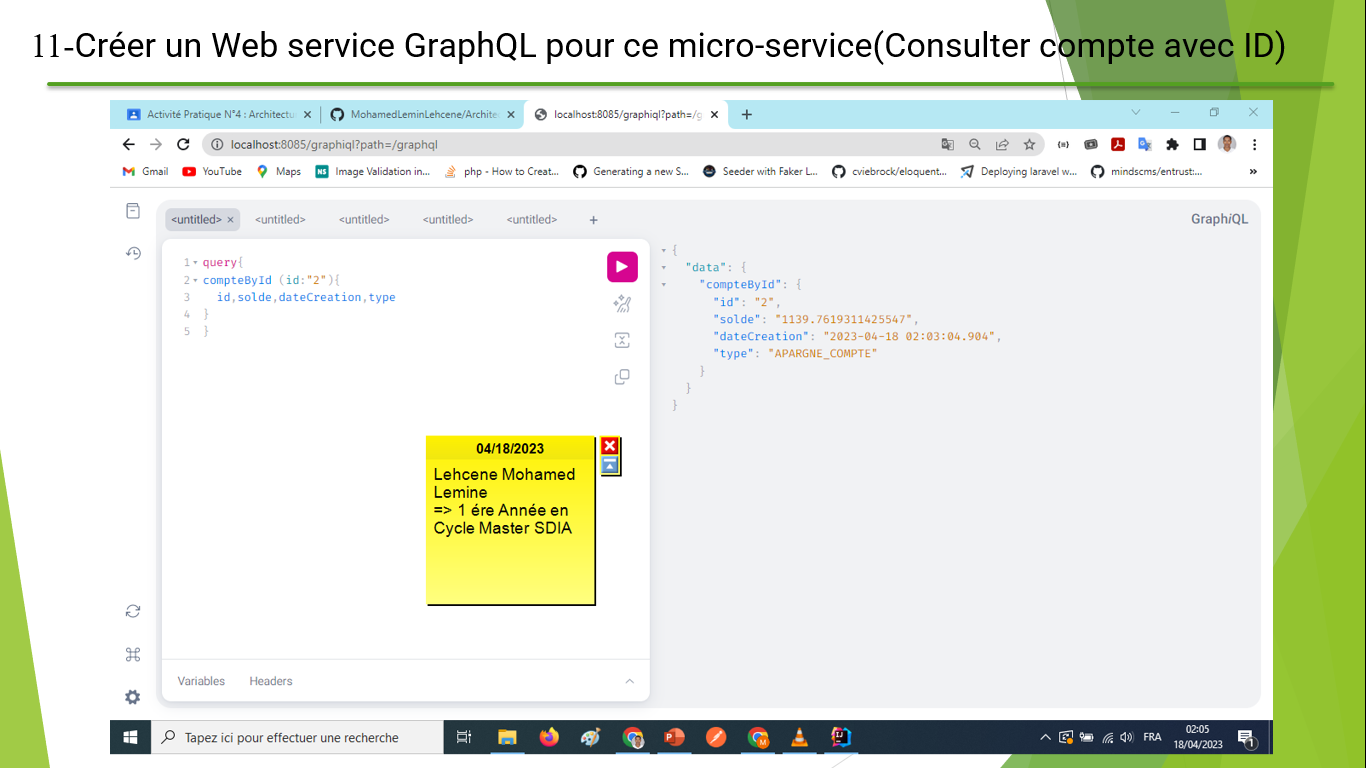 11-Créer un Web service GraphQL pour ce micro-service(Consulter compte avec ID)
Activité Pratique N°4 : Architectu
MohamedLeminLehcene/Archite
localhost:8085/graphiql?path=/g
localhost:8085/graphiql?path=/graphql
Gmail
YouTube
Maps
NS
Image Validation in...
php - How to Creat...
Generating a new S...
Seeder with Faker L...
cviebrock/eloquent...
Deploying laravel w...
mindscms/entrust:...
»
<untitled> ×
<untitled>
<untitled>
<untitled>
<untitled>
+
GraphiQL
1 query{
2 compteById (id:"2"){
3 id,solde,dateCreation,type
4 }
5 }
{
"data": {
"compteById": {
"id": "2",
"solde": "1139.7619311425547",
"dateCreation": "2023-04-18 02:03:04.904",
"type": "APARGNE_COMPTE"
}
}
}
04/18/2023
Lehcene Mohamed
Lemine
=> 1 ére Année en
Cycle Master SDIA
Variables
Headers
Tapez ici pour effectuer une recherche
FRA
02:05
18/04/2023
1